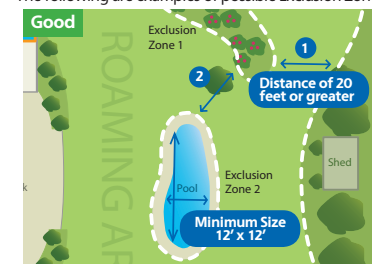 The following are examples of possible Exclusion Zon
Good
Exclusion
Zone 1
1
2
Distance of 20
feet or greater
ROAMING AR
Shed
Exclusion
Zone 2
Pool
Minimum Size
12’ x 12’
k